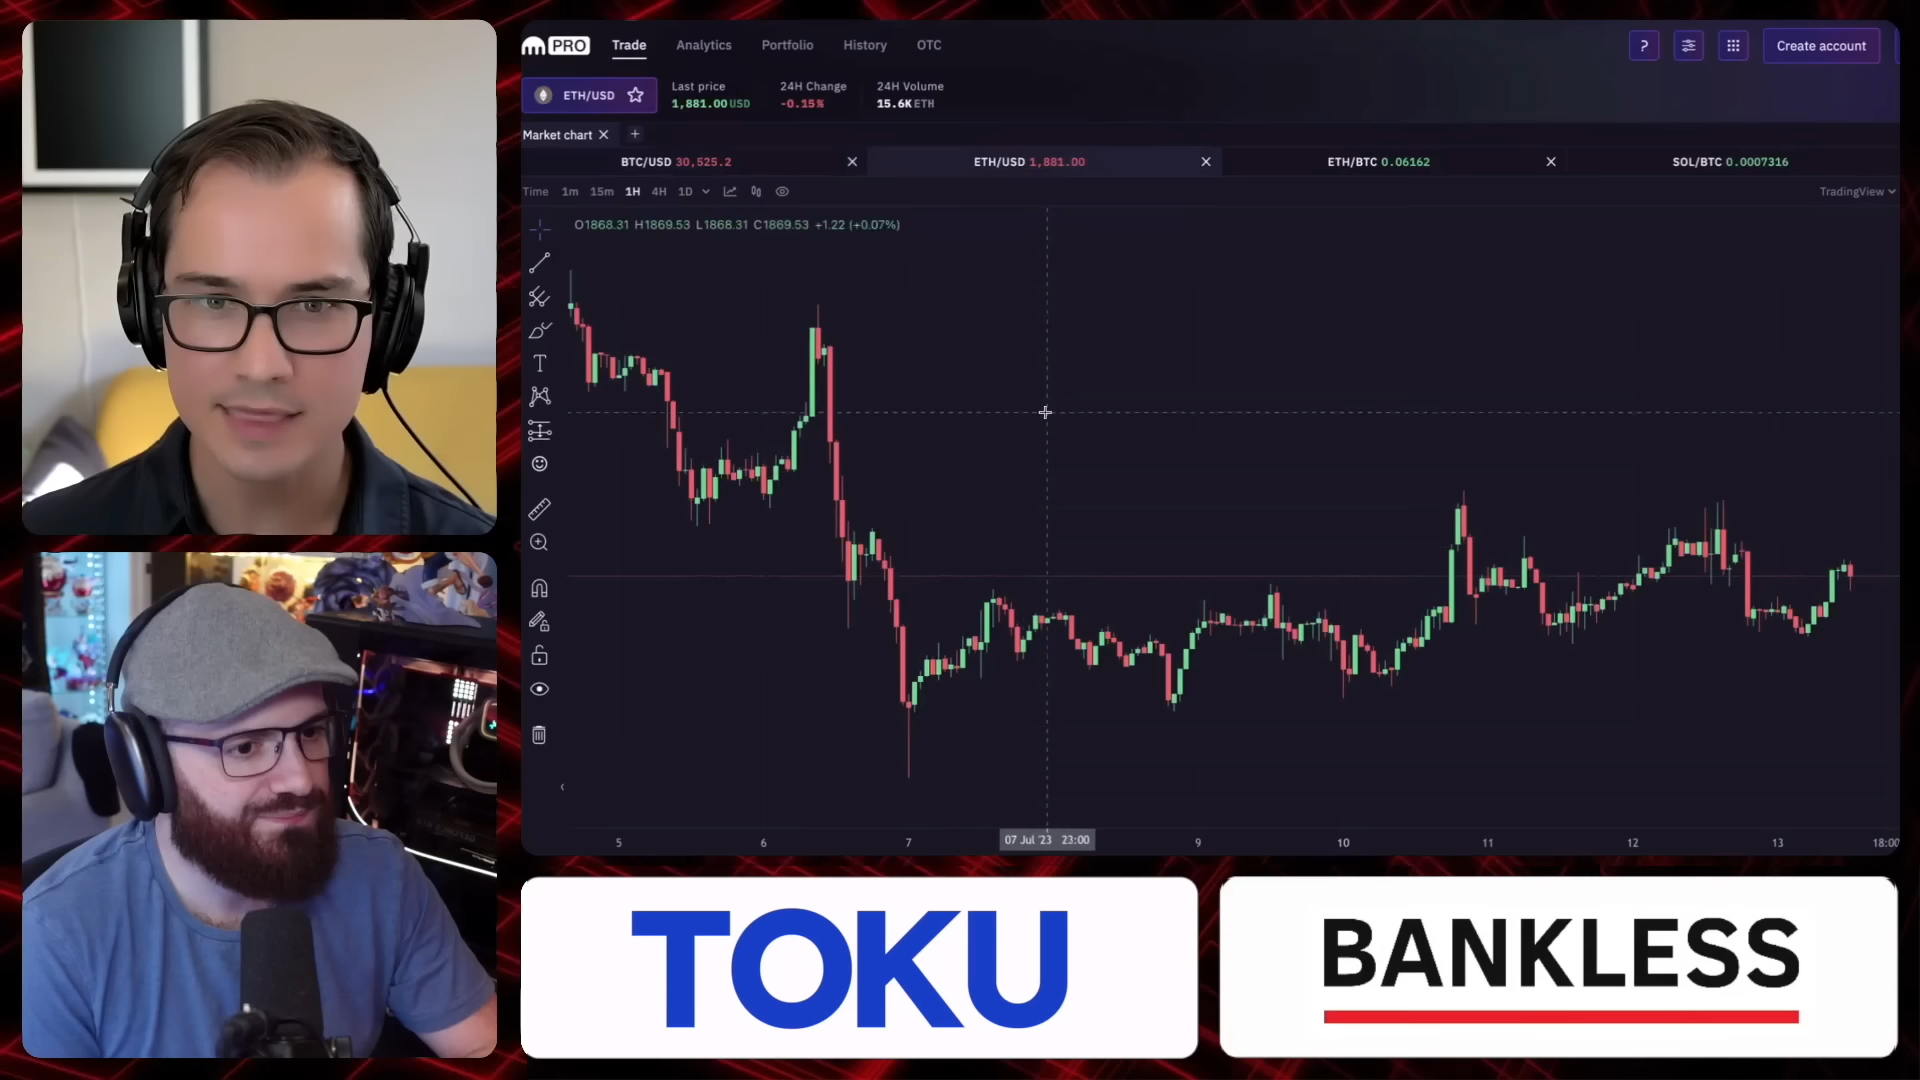 PRO Trade Analytics Portfolio History OTC ? Create account
ETH/USD
Last price 24H Change 24H Volume
1,881.00 USD -0.15% 15.6K ETH
Market chart
BTC/USD 30,525.2 ETH/USD 1,881.00 ETH/BTC 0.06162 SOL/BTC 0.0007316
Time 1m 15m 1H 4H 1D TradingView
O1868.31 H1869.53 L1868.31 C1869.53 +1.22 (+0.07%)
T
5 6 7 07 Jul '23 23:00 9 10 11 12 13 18:00
TOKU BANKLESS